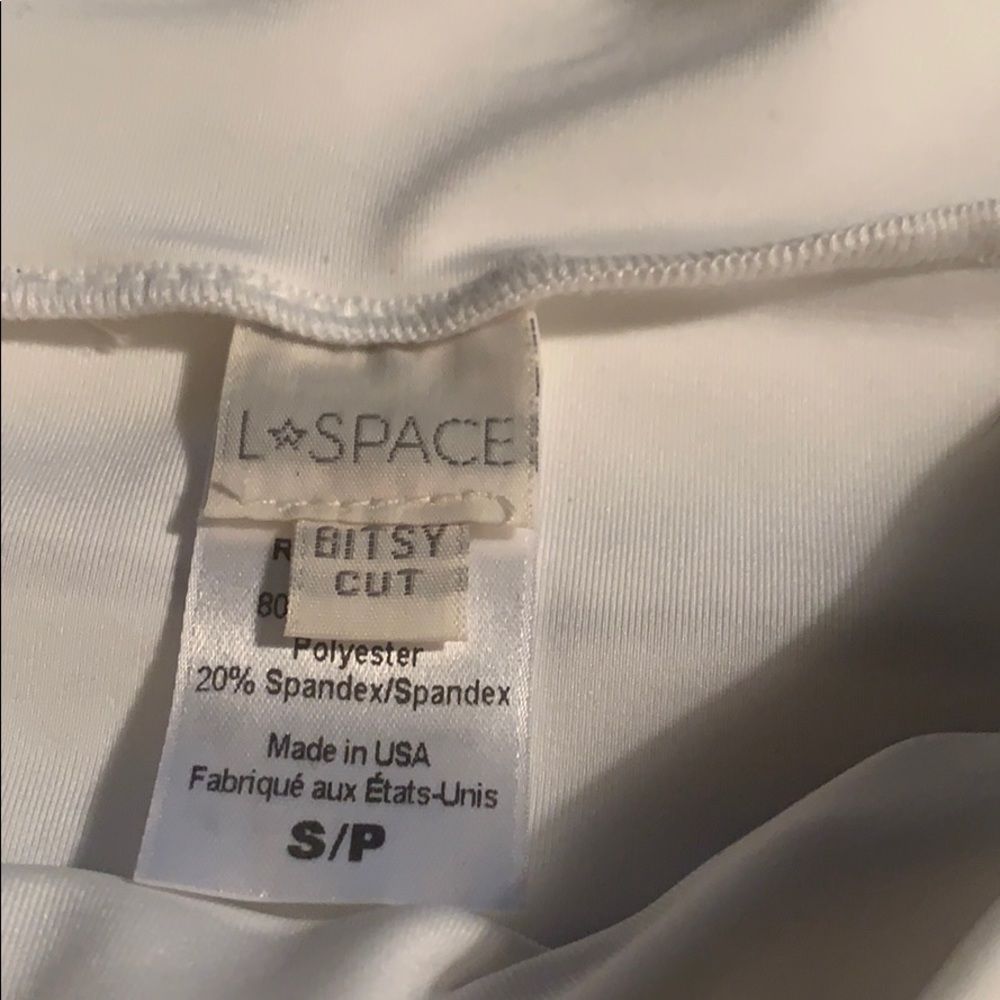 L☆SPACE
BITSY
CUT
R
80
Polyester
20% Spandex/Spandex
Made in USA
Fabriqué aux États-Unis
S/P